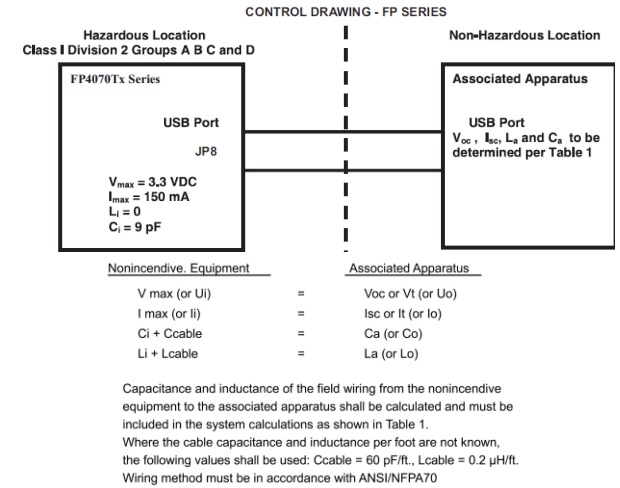 CONTROL DRAWING - FP SERIES
Hazardous Location
Class I Division 2 Groups A B C and D
Non-Hazardous Location
FP4070Tx Series
USB Port
JP8
Vmax = 3.3 VDC
Imax = 150 mA
Li = 0
Ci = 9 pF
Associated Apparatus
USB Port
Voc , Isc, La and Ca to be
determined per Table 1
Nonincendive. Equipment Associated Apparatus
V max (or Ui) = Voc or Vt (or Uo)
I max (or Ii) = Isc or It (or Io)
Ci + Ccable = Ca (or Co)
Li + Lcable = La (or Lo)
Capacitance and inductance of the field wiring from the nonincendive
equipment to the associated apparatus shall be calculated and must be
included in the system calculations as shown in Table 1.
Where the cable capacitance and inductance per foot are not known,
the following values shall be used: Ccable = 60 pF/ft., Lcable = 0.2 µH/ft.
Wiring method must be in accordance with ANSI/NFPA70